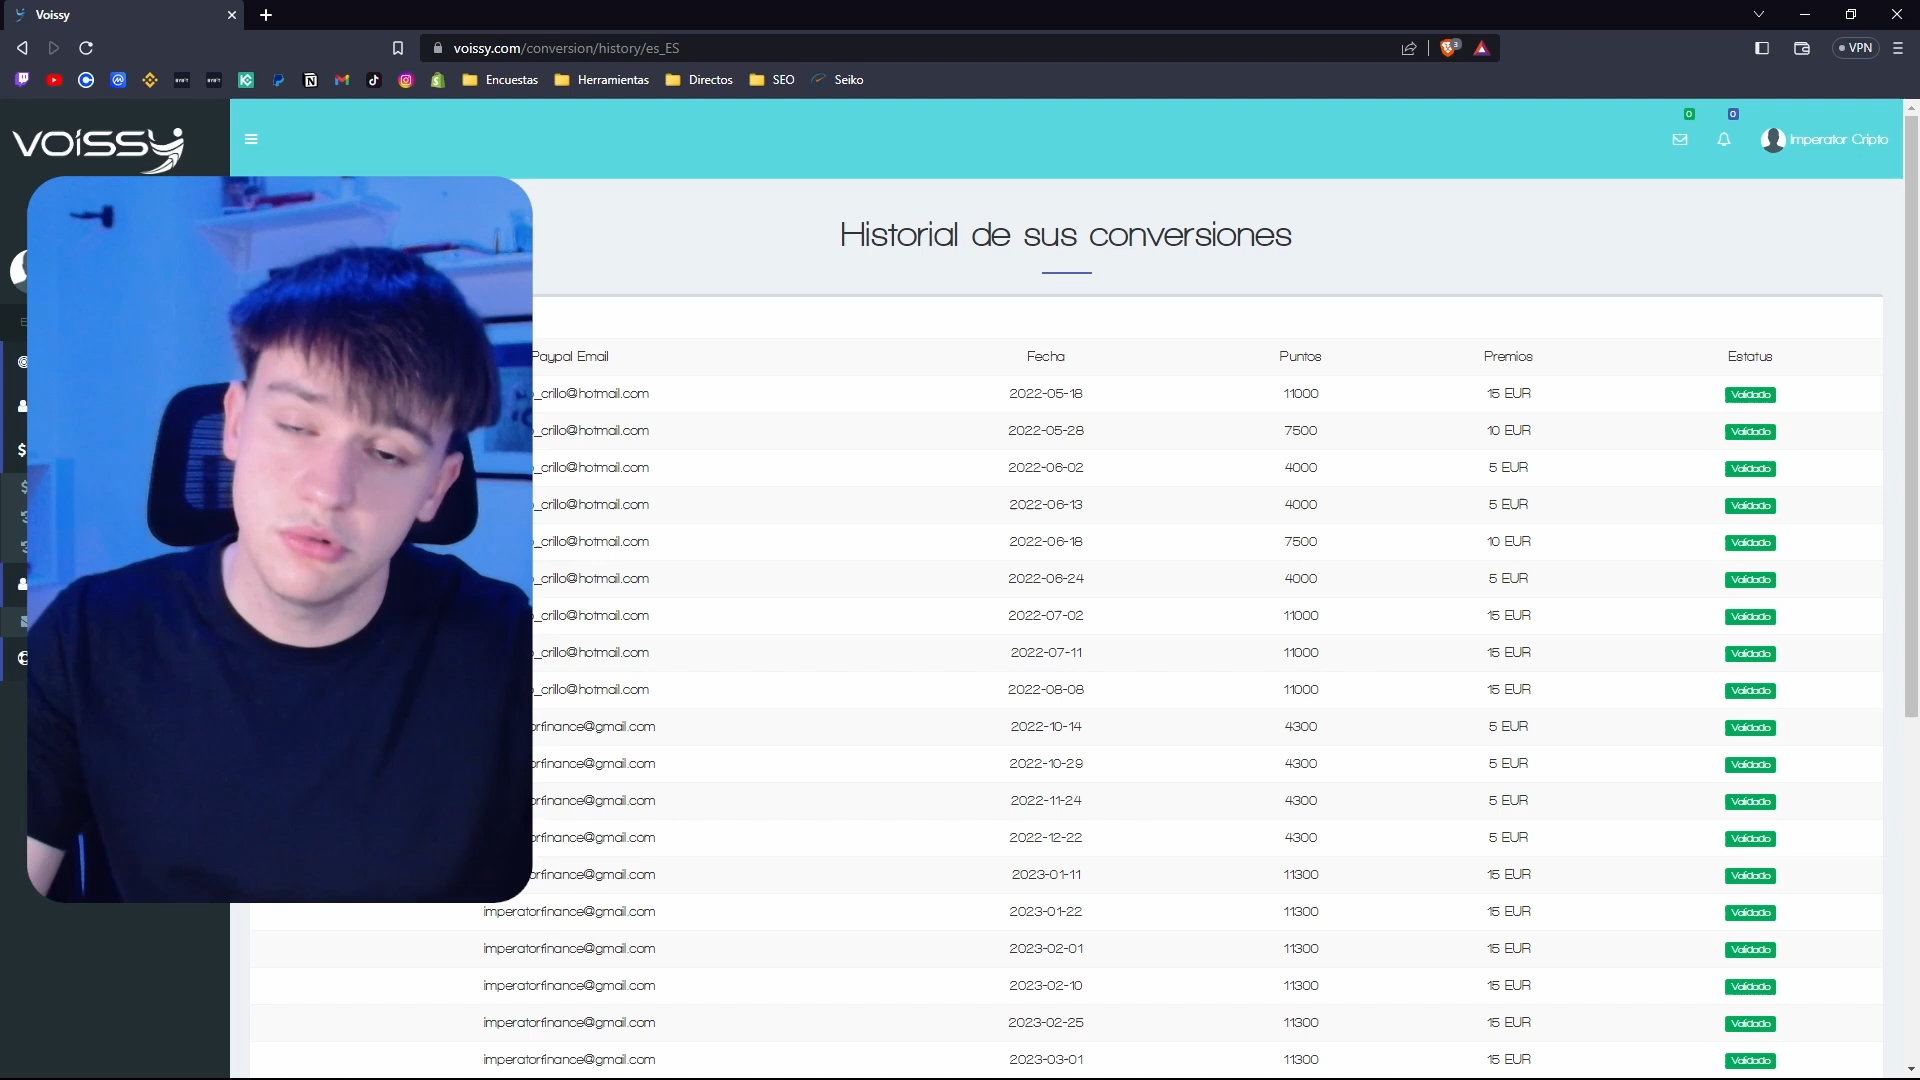 Voissy
voissy.com/conversion/history/es_ES
3
VPN
Encuestas
Herramientas
Directos
SEO
Seiko
VOISSY
0
0
Imperator Cripto
Historial de sus conversiones
Paypal Email Fecha Puntos Premios Estatus
_crillo@hotmail.com 2022-05-18 11000 15 EUR Validado
_crillo@hotmail.com 2022-05-28 7500 10 EUR Validado
_crillo@hotmail.com 2022-06-02 4000 5 EUR Validado
_crillo@hotmail.com 2022-06-13 4000 5 EUR Validado
_crillo@hotmail.com 2022-06-18 7500 10 EUR Validado
_crillo@hotmail.com 2022-06-24 4000 5 EUR Validado
_crillo@hotmail.com 2022-07-02 11000 15 EUR Validado
_crillo@hotmail.com 2022-07-11 11000 15 EUR Validado
_crillo@hotmail.com 2022-08-08 11000 15 EUR Validado
orfinance@gmail.com 2022-10-14 4300 5 EUR Validado
orfinance@gmail.com 2022-10-29 4300 5 EUR Validado
orfinance@gmail.com 2022-11-24 4300 5 EUR Validado
orfinance@gmail.com 2022-12-22 4300 5 EUR Validado
orfinance@gmail.com 2023-01-11 11300 15 EUR Validado
imperatorfinance@gmail.com 2023-01-22 11300 15 EUR Validado
imperatorfinance@gmail.com 2023-02-01 11300 15 EUR Validado
imperatorfinance@gmail.com 2023-02-10 11300 15 EUR Validado
imperatorfinance@gmail.com 2023-02-25 11300 15 EUR Validado
imperatorfinance@gmail.com 2023-03-01 11300 15 EUR Validado